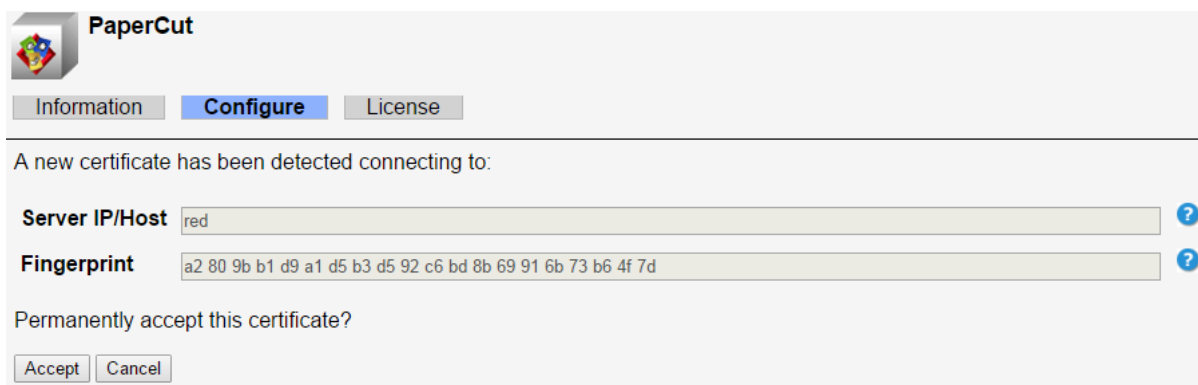 PaperCut
Information Configure License
A new certificate has been detected connecting to:
Server IP/Host red ?
Fingerprint a2 80 9b b1 d9 a1 d5 b3 d5 92 c6 bd 8b 69 91 6b 73 b6 4f 7d ?
Permanently accept this certificate?
Accept Cancel